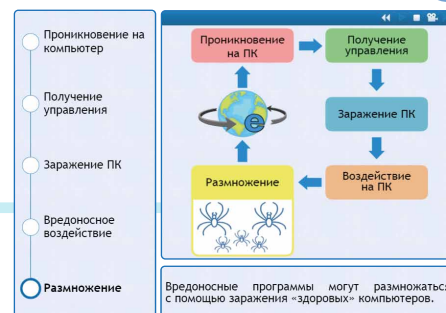 Проникновение на
компьютер
Получение
управления
Заражение ПК
Вредоносное
воздействие
Размножение
Проникновение
на ПК
Получение
управления
Заражение ПК
Воздействие
на ПК
Размножение
Вредоносные программы могут размножаться
с помощью заражения «здоровых» компьютеров.